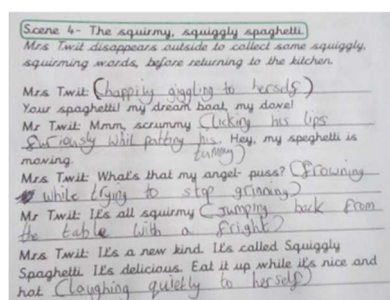 Scene 4- The squirmy, squiggly spaghetti
Mrs Twit disappears outside to collect some squiggly,
squirming words, before returning to the kitchen.
Mrs Twit: (happily giggling to herself)
Your spaghetti! my dream boat, my dove!
Mr Twit: Mmm, scrummy (licking his lips
furiously whil patting his. Hey, my speghetti is
tummy)
moving.
Mrs Twit: What's that my angel- puss? (frowning
while trying to stop grinning)
Mr Twit: It's all squirmy (Jumping back from
the table with a fright)
Mrs Twit: It's a new kind. It's called Squiggly
Spaghetti. It's delicious. Eat it up while it's nice and
hot (laughing quietly to herself)